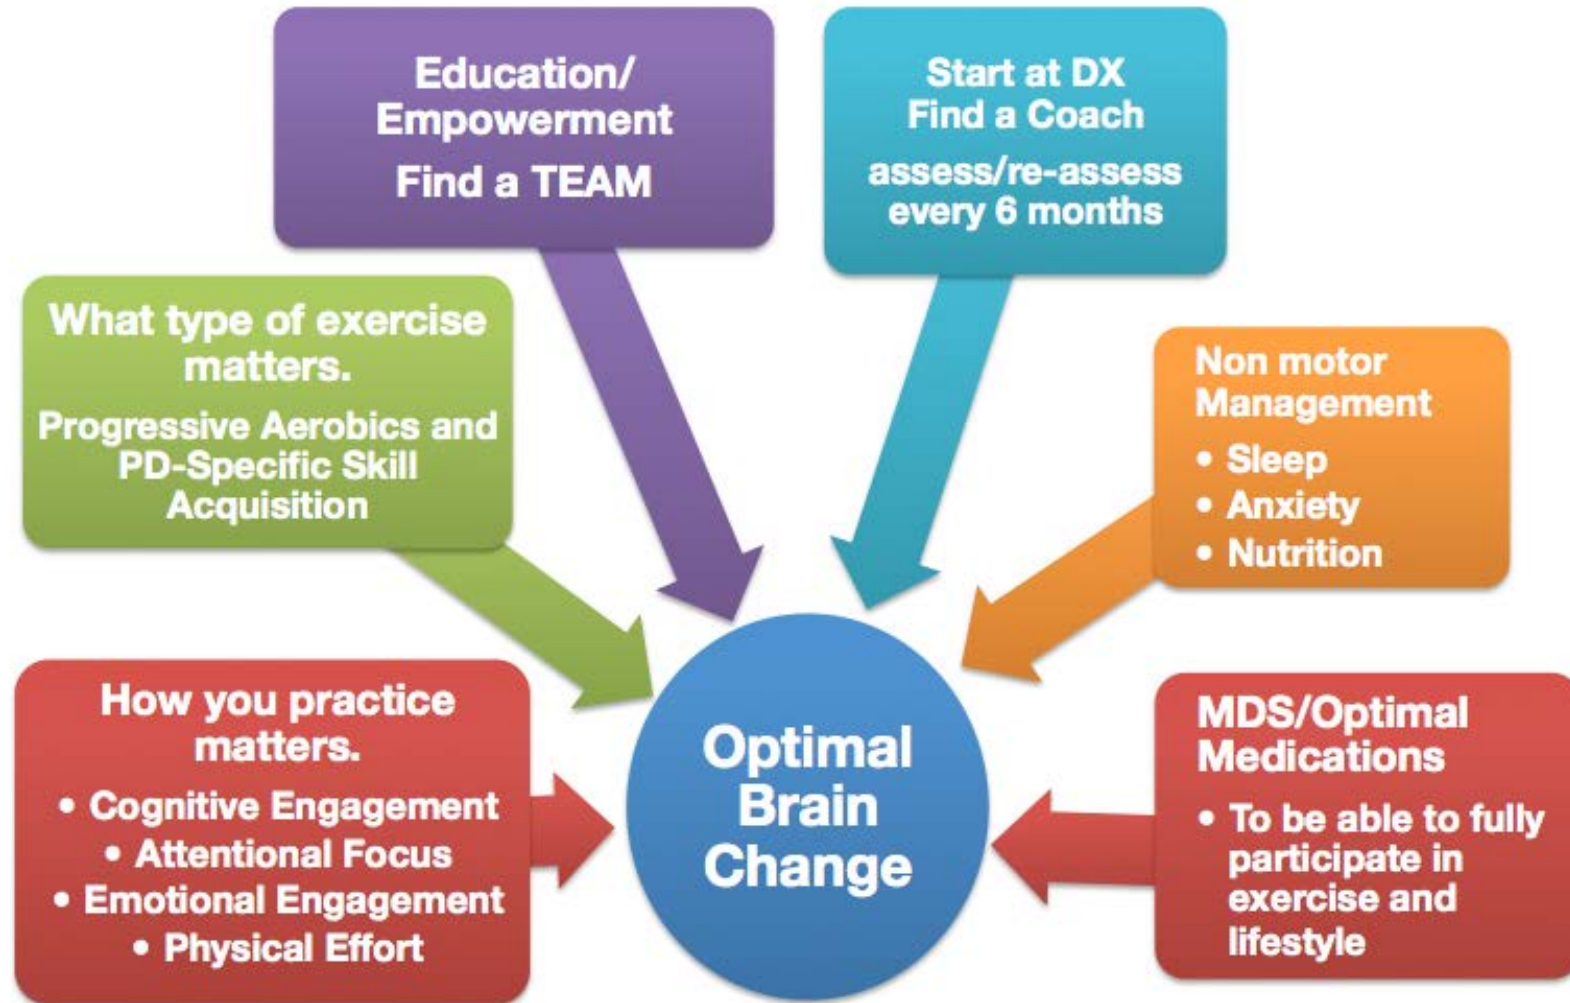 Education/
Empowerment
Find a TEAM
Start at DX
Find a Coach
assess/re-assess
every 6 months
What type of exercise
matters.
Progressive Aerobics and
PD-Specific Skill
Acquisition
Non motor
Management
• Sleep
• Anxiety
• Nutrition
How you practice
matters.
• Cognitive Engagement
• Attentional Focus
• Emotional Engagement
• Physical Effort
Optimal
Brain
Change
MDS/Optimal
Medications
• To be able to fully
participate in
exercise and
lifestyle